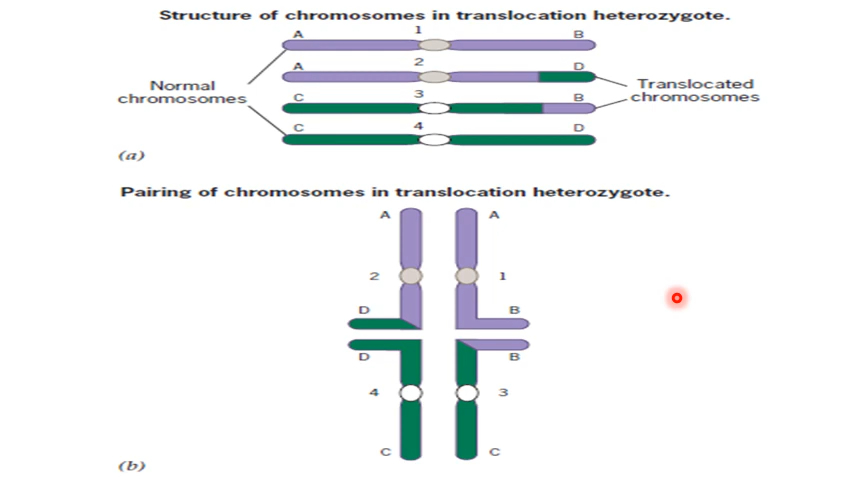 Structure of chromosomes in translocation heterozygote.
A 1 B
A 2 D
Normal chromosomes
Translocated chromosomes
C 3 B
C 4 D
(a)
Pairing of chromosomes in translocation heterozygote.
A A
2 1
D B
D B
4 3
C C
(b)